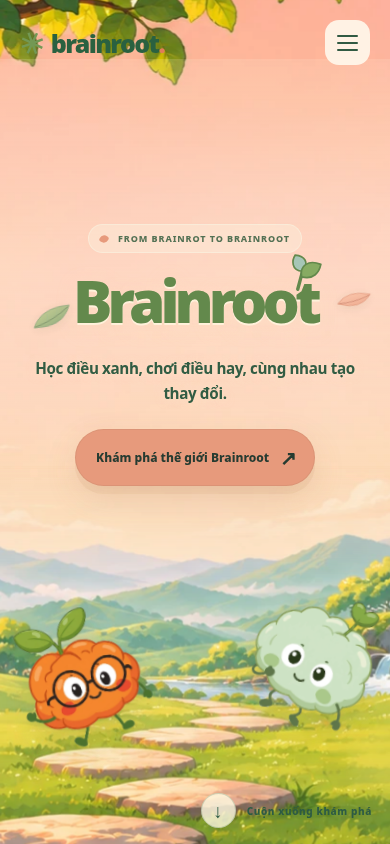 brainroot
FROM BRAINROT TO BRAINROOT
Brainroot
Học điều xanh, chơi điều hay, cùng nhau tạo
thay đổi.
Khám phá thế giới Brainroot ↗
↓ Cuộn xuống khám phá